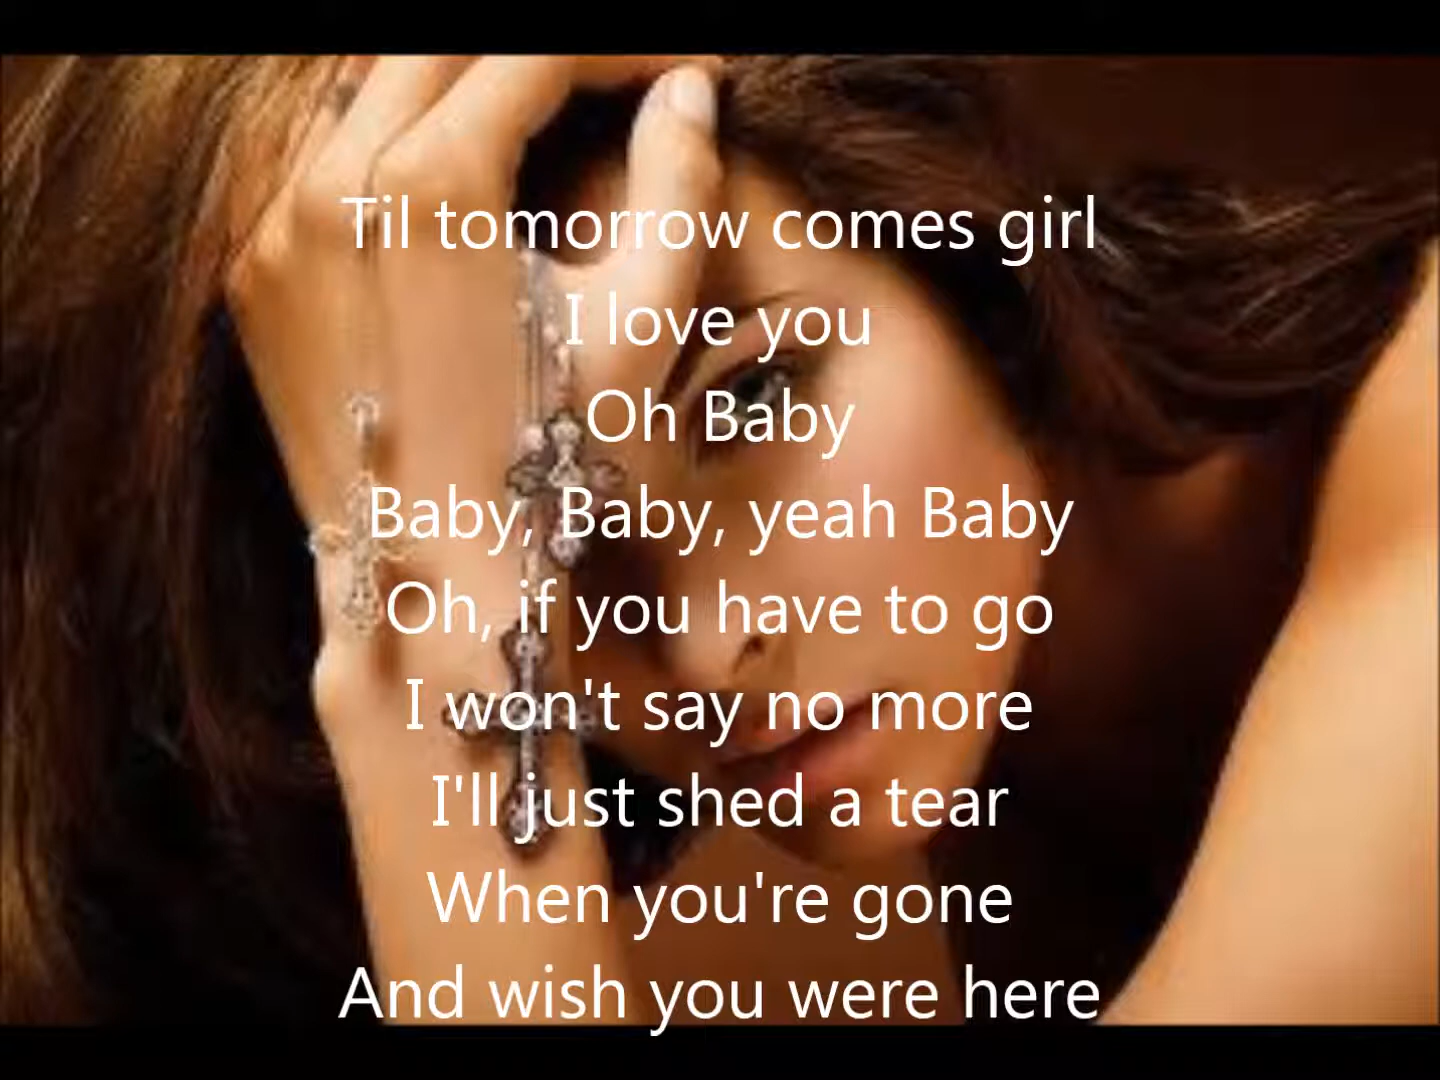 Til tomorrow comes girl
I love you
Oh Baby
Baby, Baby, yeah Baby
Oh, if you have to go
I won't say no more
I'll just shed a tear
When you're gone
And wish you were here